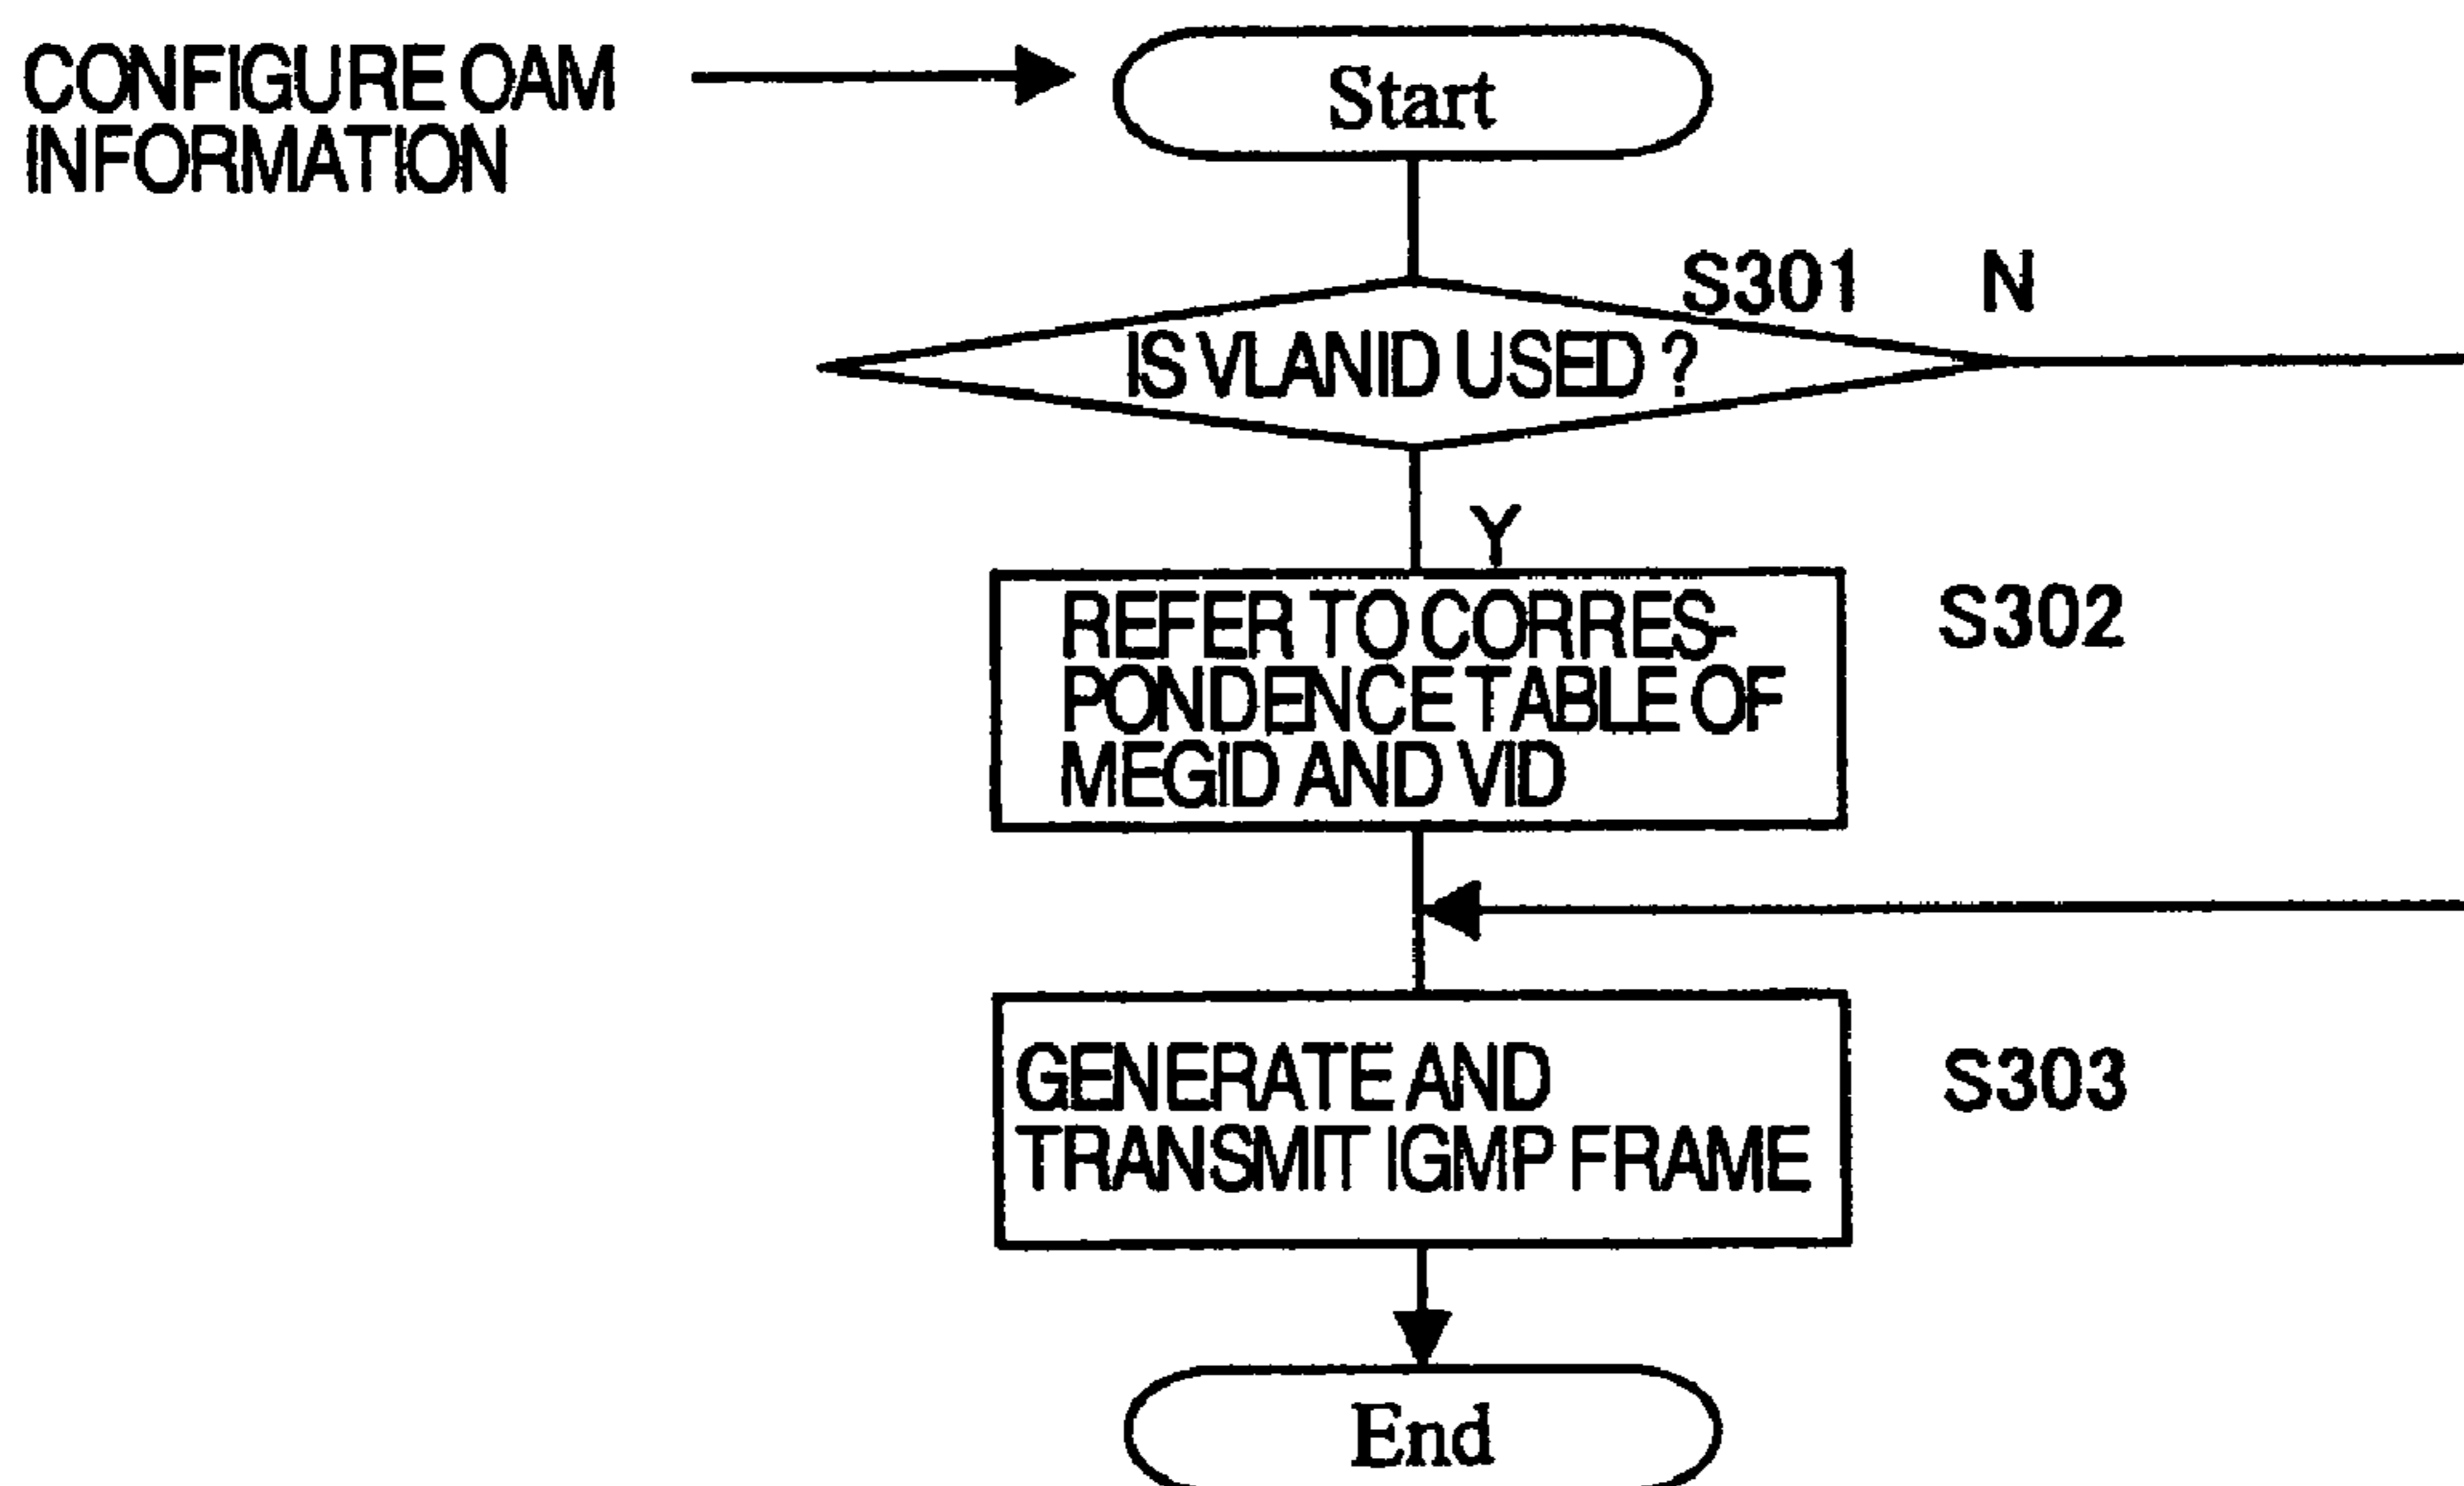 CONFIGURE OAM
INFORMATION
Start
S301 N
IS VLANID USED ?
Y
REFER TO CORRES-
PONDENCE TABLE OF
MEGID AND VID
S302
GENERATE AND
TRANSMIT IGMP FRAME
S303
End